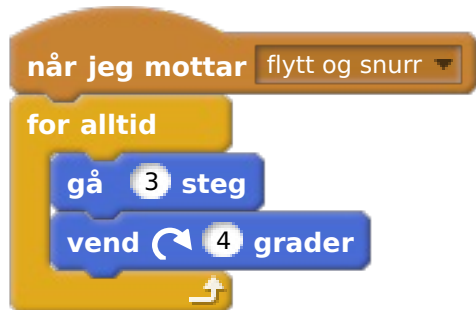 når jeg mottar flytt og snurr
for alltid
gå 3 steg
vend 4 grader